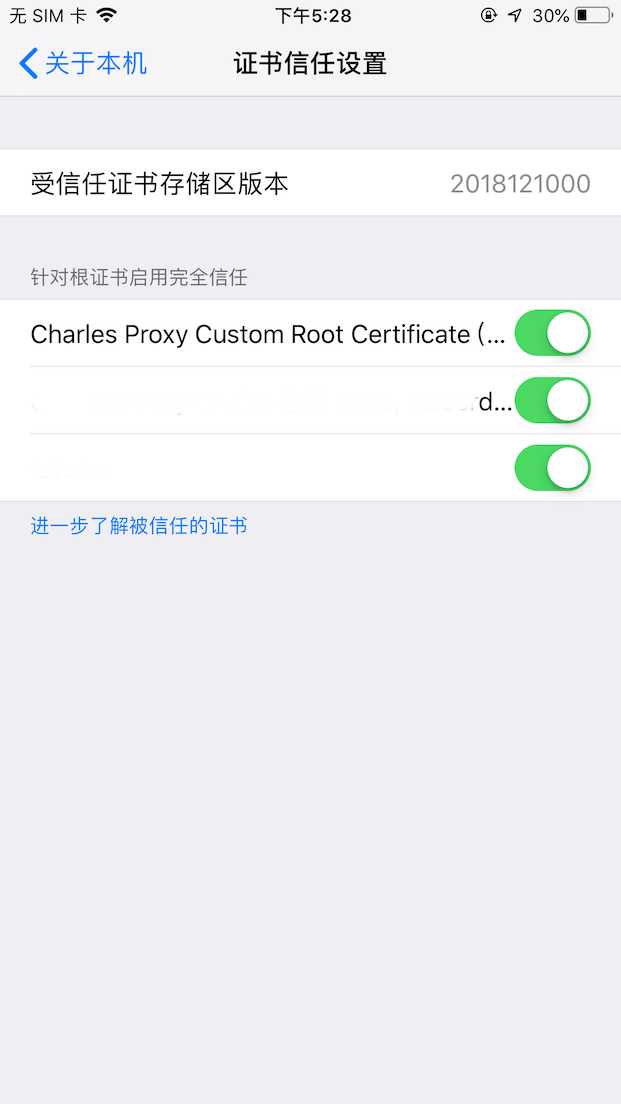 无 SIM 卡 下午5:28 30%
关于本机 证书信任设置
受信任证书存储区版本 2018121000
针对根证书启用完全信任
Charles Proxy Custom Root Certificate (...
d...
进一步了解被信任的证书